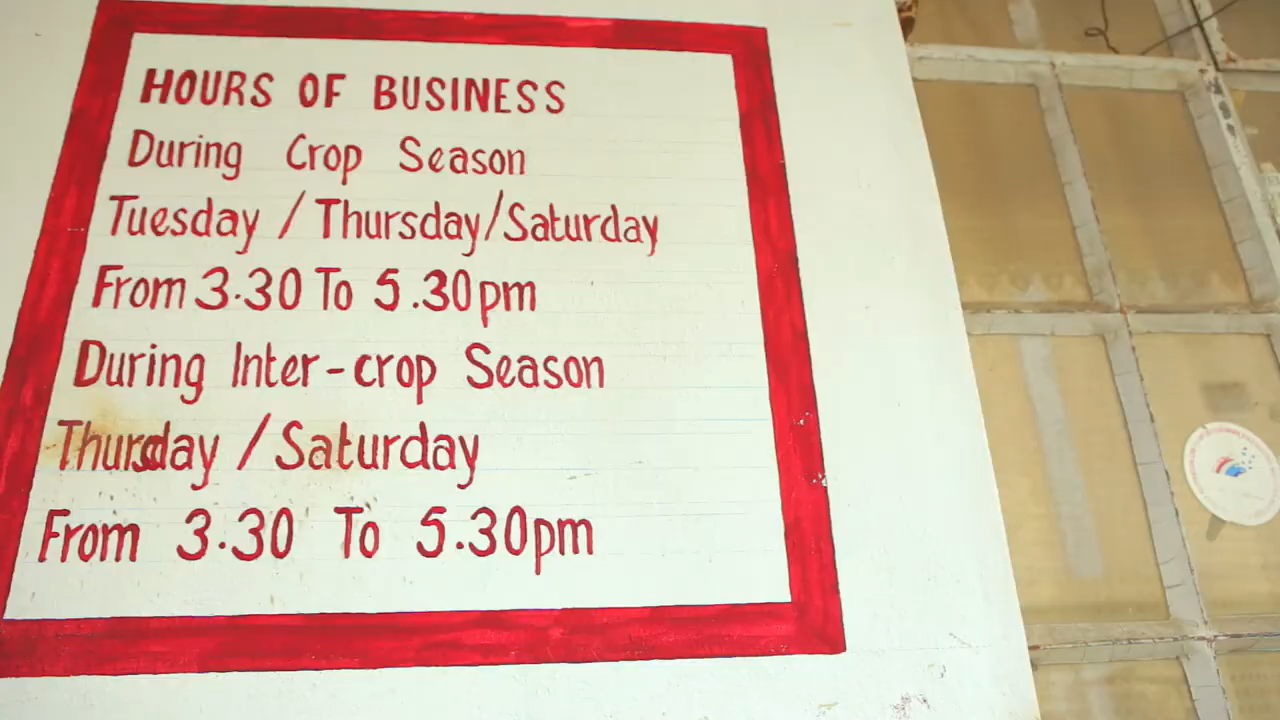 HOURS OF BUSINESS
During Crop Season
Tuesday / Thursday/Saturday
From 3.30 To 5.30pm
During Inter-crop Season
Thursday / Saturday
From 3.30 To 5.30pm